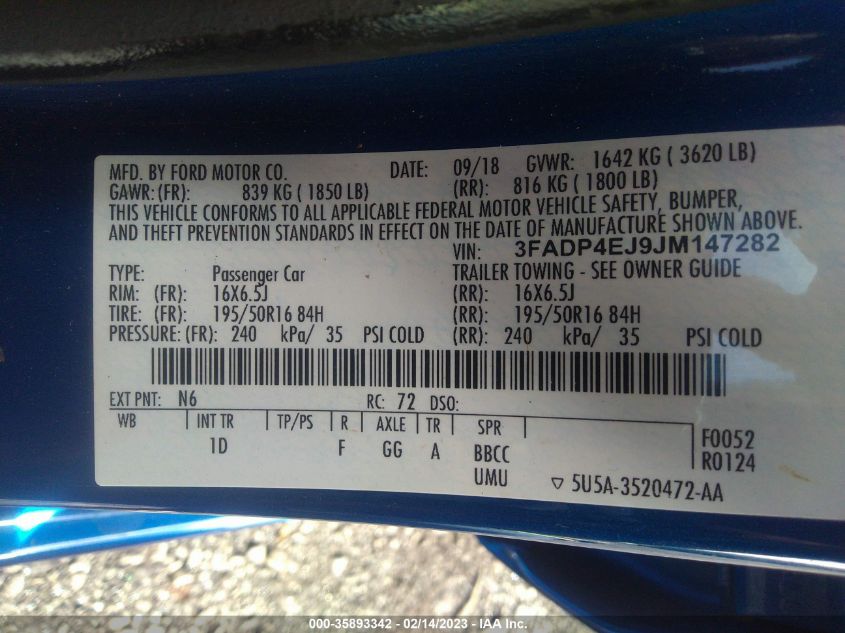 MFD. BY FORD MOTOR CO. DATE: 09/18 GVWR: 1642 KG ( 3620 LB)
GAWR: (FR): 839 KG ( 1850 LB) (RR): 816 KG ( 1800 LB)
THIS VEHICLE CONFORMS TO ALL APPLICABLE FEDERAL MOTOR VEHICLE SAFETY, BUMPER,
AND THEFT PREVENTION STANDARDS IN EFFECT ON THE DATE OF MANUFACTURE SHOWN ABOVE.
VIN: 3FADP4EJ9JM147282
TYPE: Passenger Car TRAILER TOWING - SEE OWNER GUIDE
RIM: (FR): 16X6.5J (RR): 16X6.5J
TIRE: (FR): 195/50R16 84H (RR): 195/50R16 84H
PRESSURE: (FR): 240 kPa/ 35 PSI COLD (RR): 240 kPa/ 35 PSI COLD
EXT PNT: N6 RC: 72 DSO:
WB INT TR TP/PS R AXLE TR SPR F0052
1D F GG A BBCC R0124
UMU ▽ 5U5A-3520472-AA
000-35893342 - 02/14/2023 - IAA Inc.